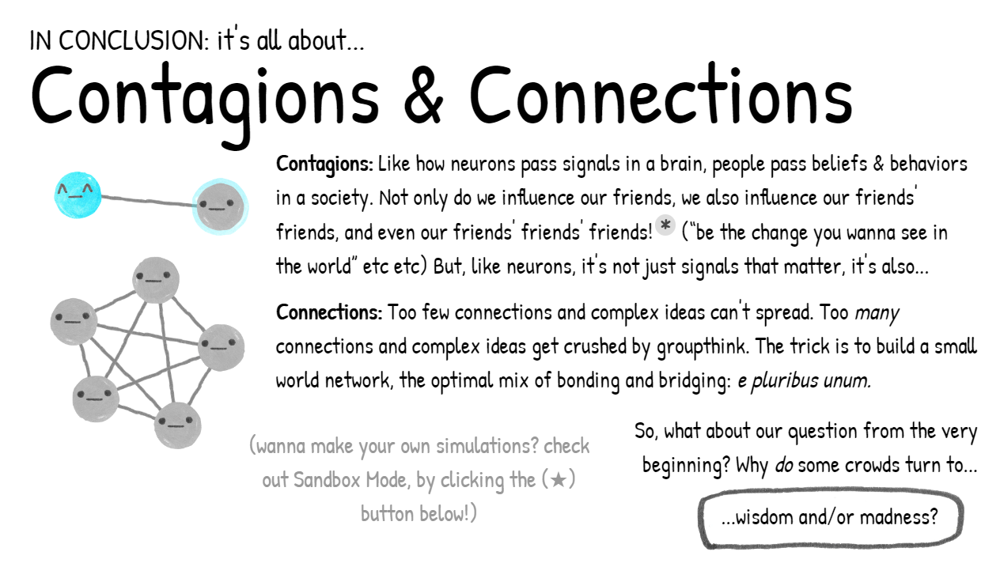 IN CONCLUSION: it's all about...
Contagions & Connections
Contagions: Like how neurons pass signals in a brain, people pass beliefs & behaviors
in a society. Not only do we influence our friends, we also influence our friends'
friends, and even our friends' friends' friends! * ("be the change you wanna see in
the world" etc etc) But, like neurons, it's not just signals that matter, it's also...
Connections: Too few connections and complex ideas can't spread. Too many
connections and complex ideas get crushed by groupthink. The trick is to build a small
world network, the optimal mix of bonding and bridging: e pluribus unum.
(wanna make your own simulations? check
out Sandbox Mode, by clicking the (★)
button below!)
So, what about our question from the very
beginning? Why do some crowds turn to...
...wisdom and/or madness?